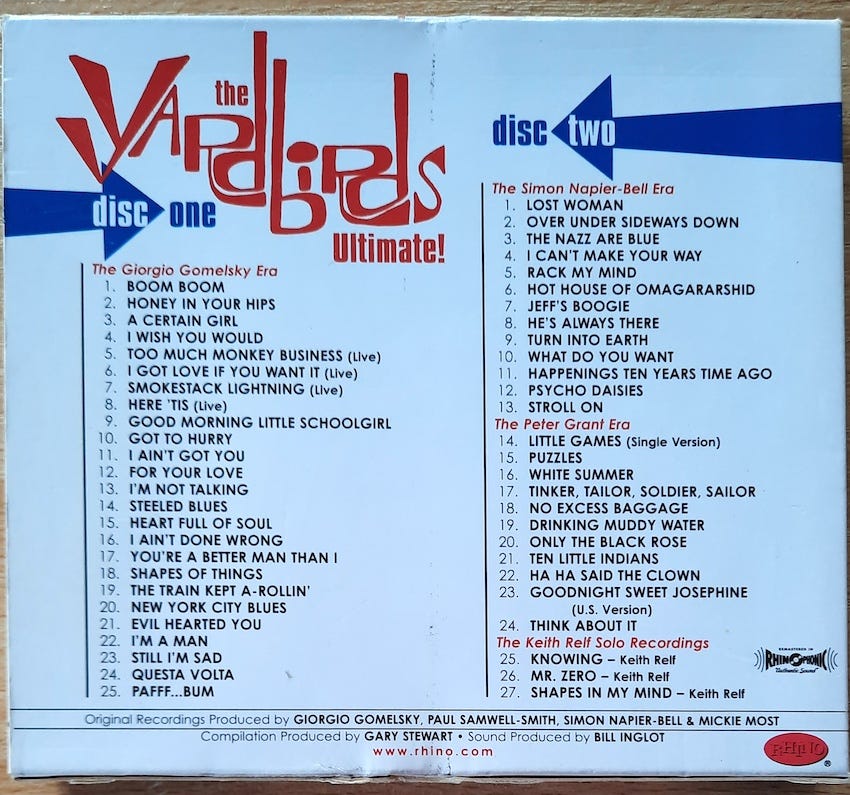 the
YARDbIRDS
Ultimate!
disc one
The Giorgio Gomelsky Era
1. BOOM BOOM
2. HONEY IN YOUR HIPS
3. A CERTAIN GIRL
4. I WISH YOU WOULD
5. TOO MUCH MONKEY BUSINESS (Live)
6. I GOT LOVE IF YOU WANT IT (Live)
7. SMOKESTACK LIGHTNING (Live)
8. HERE 'TIS (Live)
9. GOOD MORNING LITTLE SCHOOLGIRL
10. GOT TO HURRY
11. I AIN'T GOT YOU
12. FOR YOUR LOVE
13. I'M NOT TALKING
14. STEELED BLUES
15. HEART FULL OF SOUL
16. I AIN'T DONE WRONG
17. YOU'RE A BETTER MAN THAN I
18. SHAPES OF THINGS
19. THE TRAIN KEPT A-ROLLIN'
20. NEW YORK CITY BLUES
21. EVIL HEARTED YOU
22. I'M A MAN
23. STILL I'M SAD
24. QUESTA VOLTA
25. PAFFF...BUM
disc two
The Simon Napier-Bell Era
1. LOST WOMAN
2. OVER UNDER SIDEWAYS DOWN
3. THE NAZZ ARE BLUE
4. I CAN'T MAKE YOUR WAY
5. RACK MY MIND
6. HOT HOUSE OF OMAGARARSHID
7. JEFF'S BOOGIE
8. HE'S ALWAYS THERE
9. TURN INTO EARTH
10. WHAT DO YOU WANT
11. HAPPENINGS TEN YEARS TIME AGO
12. PSYCHO DAISIES
13. STROLL ON
The Peter Grant Era
14. LITTLE GAMES (Single Version)
15. PUZZLES
16. WHITE SUMMER
17. TINKER, TAILOR, SOLDIER, SAILOR
18. NO EXCESS BAGGAGE
19. DRINKING MUDDY WATER
20. ONLY THE BLACK ROSE
21. TEN LITTLE INDIANS
22. HA HA SAID THE CLOWN
23. GOODNIGHT SWEET JOSEPHINE
(U.S. Version)
24. THINK ABOUT IT
The Keith Relf Solo Recordings
25. KNOWING – Keith Relf
26. MR. ZERO – Keith Relf
27. SHAPES IN MY MIND – Keith Relf
REMASTERED IN
RHINOPHONIC
"Authentic Sound"
Original Recordings Produced by GIORGIO GOMELSKY, PAUL SAMWELL-SMITH, SIMON NAPIER-BELL & MICKIE MOST
Compilation Produced by GARY STEWART • Sound Produced by BILL INGLOT
www.rhino.com
RHINO ®